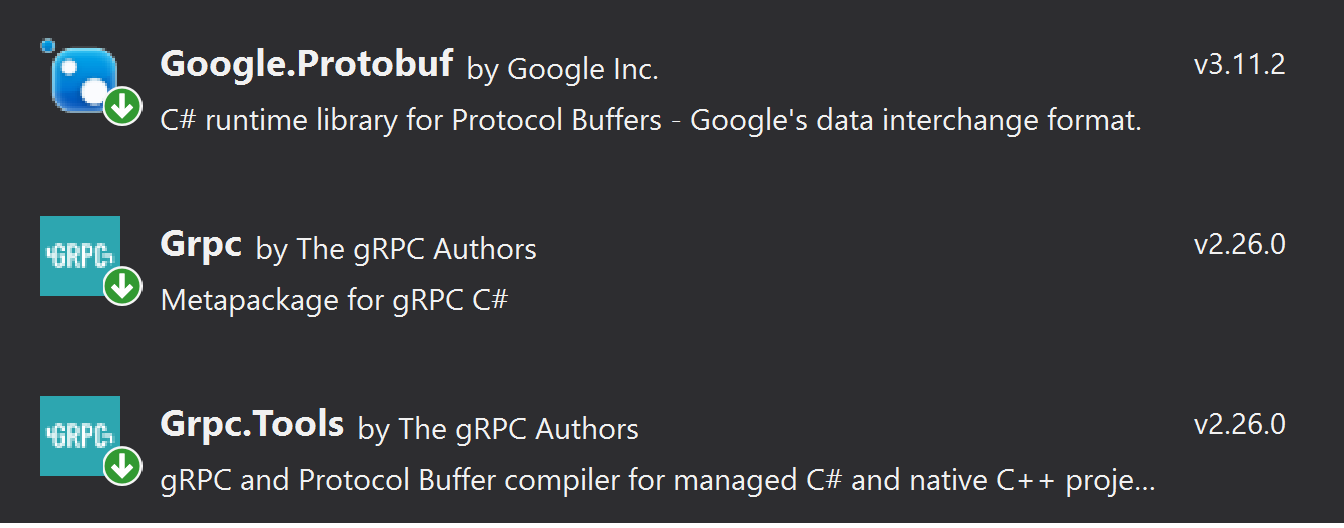 Google.Protobuf by Google Inc. v3.11.2
C# runtime library for Protocol Buffers - Google's data interchange format.
GRPC
Grpc by The gRPC Authors v2.26.0
Metapackage for gRPC C#
GRPC
Grpc.Tools by The gRPC Authors v2.26.0
gRPC and Protocol Buffer compiler for managed C# and native C++ proje...